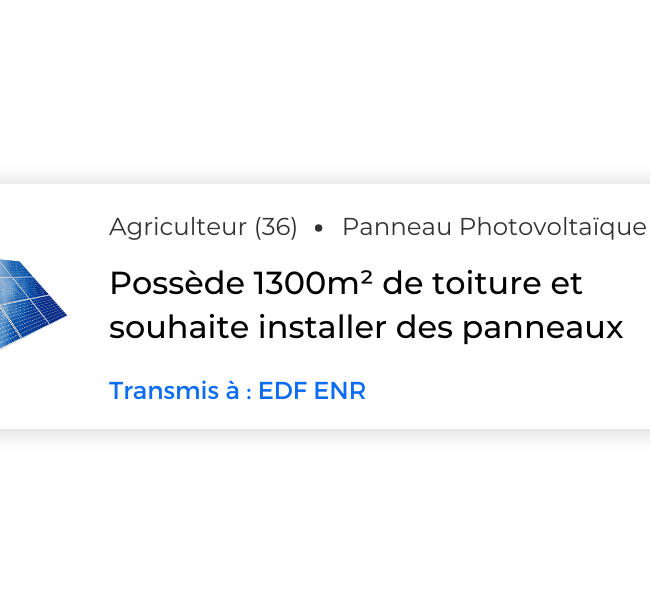 Agriculteur (36) • Panneau Photovoltaïque
Possède 1300m² de toiture et
souhaite installer des panneaux
Transmis à : EDF ENR